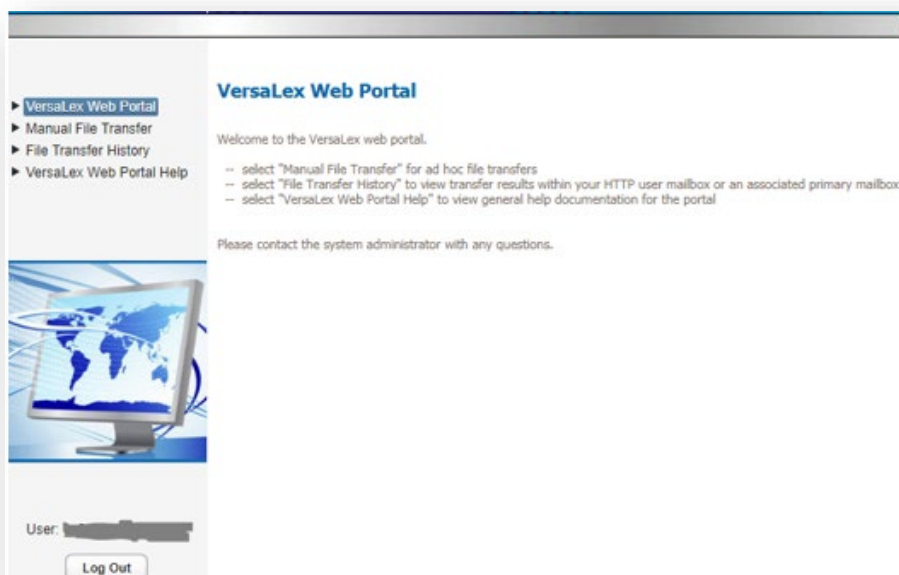 VersaLex Web Portal
Manual File Transfer
File Transfer History
VersaLex Web Portal Help
VersaLex Web Portal
Welcome to the VersaLex web portal.
-- select "Manual File Transfer" for ad hoc file transfers
-- select "File Transfer History" to view transfer results within your HTTP user mailbox or an associated primary mailbox
-- select "VersaLex Web Portal Help" to view general help documentation for the portal
Please contact the system administrator with any questions.
User:
Log Out